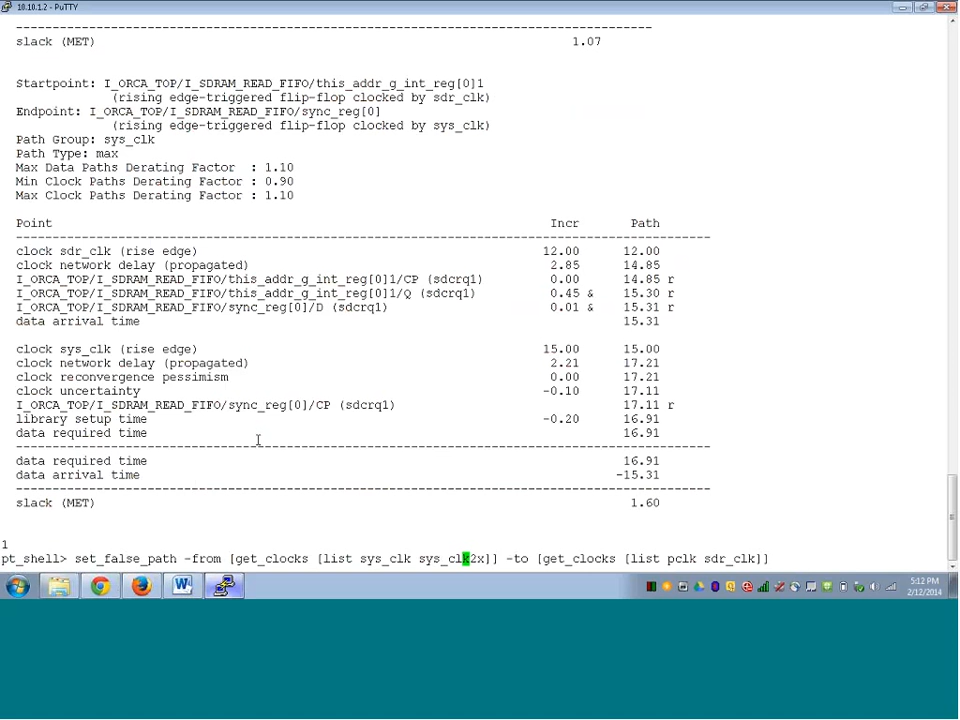 10.10.1.2 - PuTTY
slack (MET) 1.07
Startpoint: I_ORCA_TOP/I_SDRAM_READ_FIFO/this_addr_g_int_reg[0]1
(rising edge-triggered flip-flop clocked by sdr_clk)
Endpoint: I_ORCA_TOP/I_SDRAM_READ_FIFO/sync_reg[0]
(rising edge-triggered flip-flop clocked by sys_clk)
Path Group: sys_clk
Path Type: max
Max Data Paths Derating Factor : 1.10
Min Clock Paths Derating Factor : 0.90
Max Clock Paths Derating Factor : 1.10
Point Incr Path
clock sdr_clk (rise edge) 12.00 12.00
clock network delay (propagated) 2.85 14.85
I_ORCA_TOP/I_SDRAM_READ_FIFO/this_addr_g_int_reg[0]1/CP (sdcrq1) 0.00 14.85 r
I_ORCA_TOP/I_SDRAM_READ_FIFO/this_addr_g_int_reg[0]1/Q (sdcrq1) 0.45 & 15.30 r
I_ORCA_TOP/I_SDRAM_READ_FIFO/sync_reg[0]/D (sdcrq1) 0.01 & 15.31 r
data arrival time 15.31
clock sys_clk (rise edge) 15.00 15.00
clock network delay (propagated) 2.21 17.21
clock reconvergence pessimism 0.00 17.21
clock uncertainty -0.10 17.11
I_ORCA_TOP/I_SDRAM_READ_FIFO/sync_reg[0]/CP (sdcrq1) 17.11 r
library setup time -0.20 16.91
data required time 16.91
data required time 16.91
data arrival time -15.31
slack (MET) 1.60
1
pt_shell> set_false_path -from [get_clocks [list sys_clk sys_clk2x]] -to [get_clocks [list pclk sdr_clk]]
5:12 PM
2/12/2014